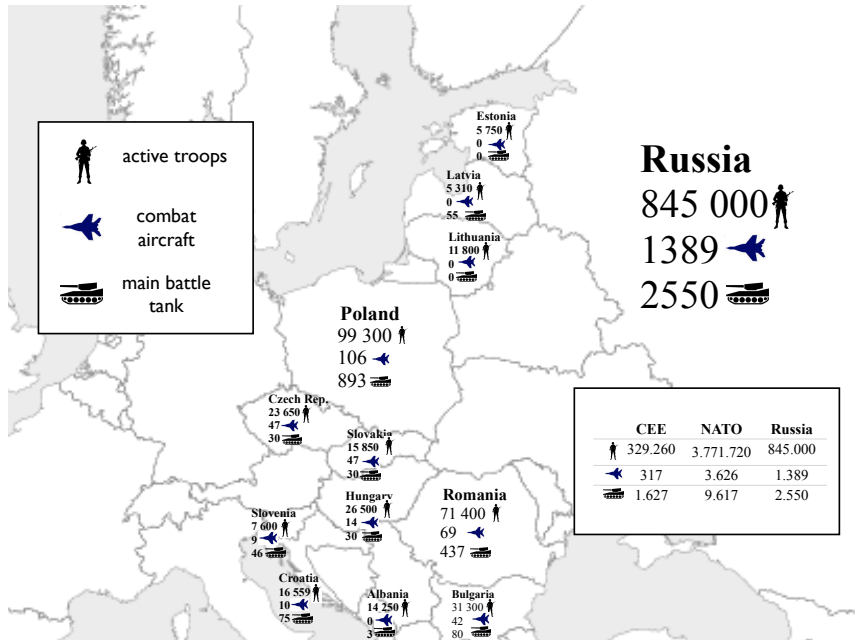 active troops
combat
aircraft
main battle
tank
Estonia
5 750
0
0
Latvia
5 310
0
55
Lithuania
11 800
0
0
Russia
845 000
1389
2550
Poland
99 300
106
893
Czech Rep.
23 650
47
30
Slovakia
15 850
47
30
Hungary
26 500
14
30
Romania
71 400
69
437
Slovenia
7 600
9
46
Croatia
16 559
10
75
Albania
14 250
0
3
Bulgaria
31 300
42
80
CEE NATO Russia
329.260 3.771.720 845.000
317 3.626 1.389
1.627 9.617 2.550